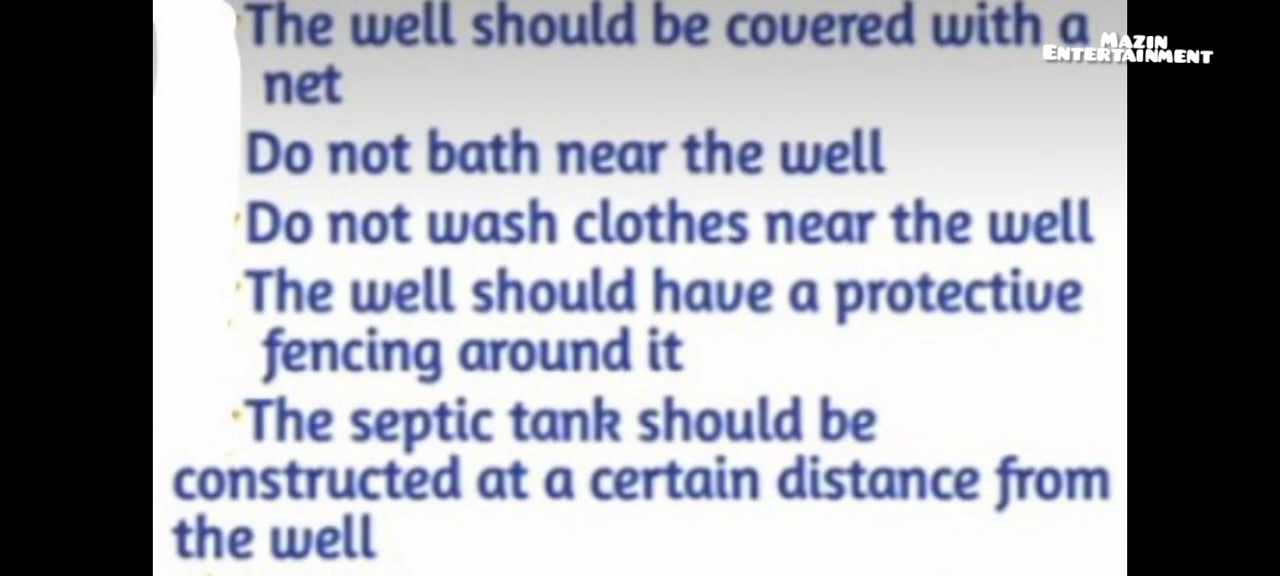 The well should be covered with a
net
Do not bath near the well
Do not wash clothes near the well
The well should have a protective
fencing around it
The septic tank should be
constructed at a certain distance from
the well
MAZIN
ENTERTAINMENT